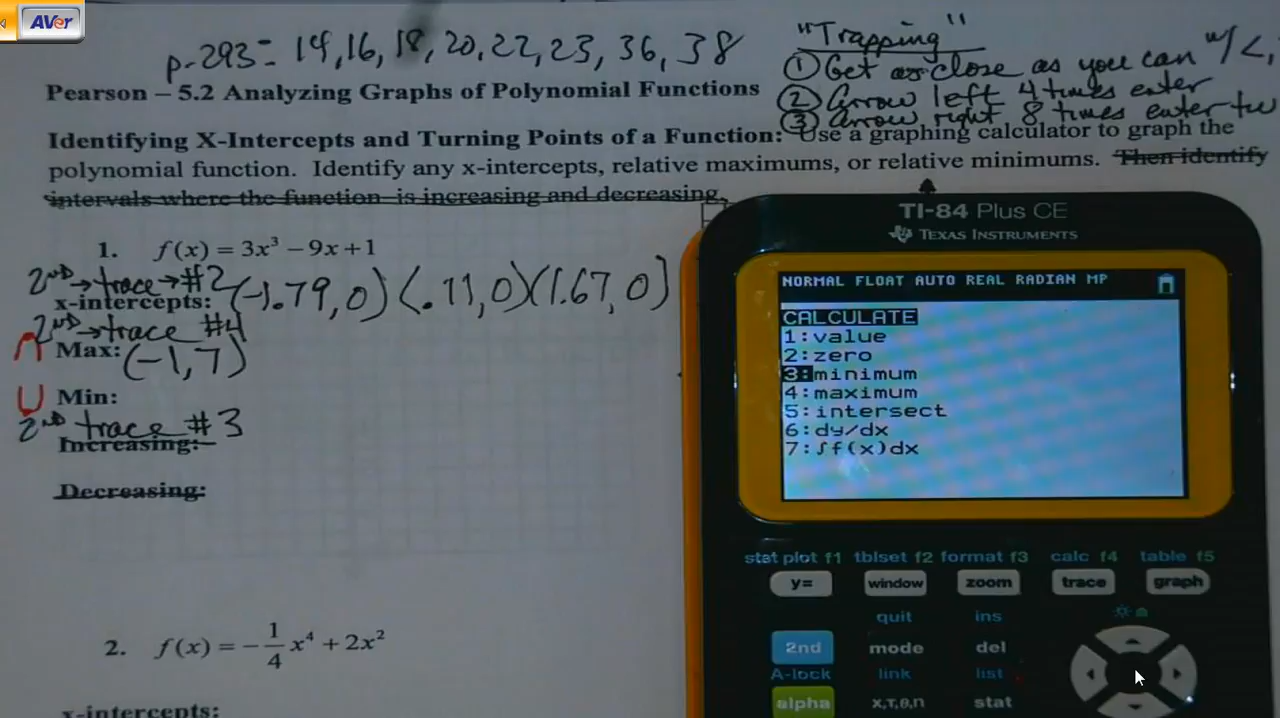 AVer
p-293 = 14, 16, 18, 20, 22, 23, 36, 38
"Trapping"
① Get as close as you can w/ <,
② Arrow left 4 times enter
③ Arrow right 8 times enter
Pearson – 5.2 Analyzing Graphs of Polynomial Functions
Identifying X-Intercepts and Turning Points of a Function: Use a graphing calculator to graph the
polynomial function. Identify any x-intercepts, relative maximums, or relative minimums. Then identify
intervals where the function is increasing and decreasing.
1. f(x) = 3x³ − 9x + 1
2ND → trace → #2
x-intercepts: (-1.79, 0) (.11, 0) (1.67, 0)
2ND → trace #4
Max: (-1, 7)
Min:
2ND trace #3
Increasing:
Decreasing:
2. f(x) = −1/4 x⁴ + 2x²
x-intercepts:
TI-84 Plus CE
TEXAS INSTRUMENTS
NORMAL FLOAT AUTO REAL RADIAN MP
CALCULATE
1:value
2:zero
3:minimum
4:maximum
5:intersect
6:dy/dx
7:∫f(x)dx
stat plot f1 tblset f2 format f3 calc f4 table f5
y= window zoom trace graph
quit ins
2nd mode del
A-lock link list
alpha X,T,θ,n stat